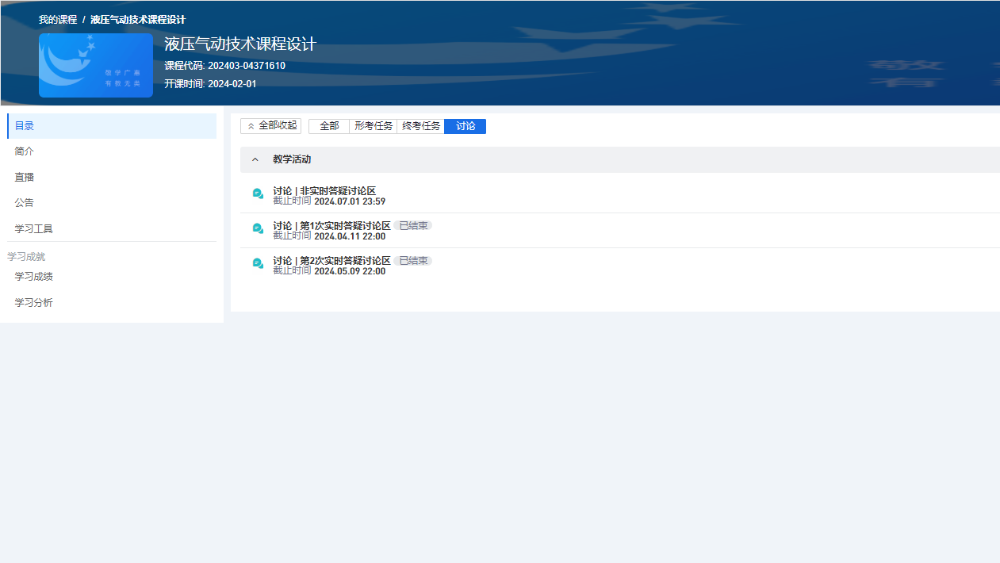 我的课程 / 液压气动技术课程设计
液压气动技术课程设计
课程代码: 202403-04371610
开课时间: 2024-02-01
敬学广惠
有教无类
敬
有
目录
简介
直播
公告
学习工具
学习成就
学习成绩
学习分析
全部收起 全部 形考任务 终考任务 讨论
教学活动
讨论 | 非实时答疑讨论区
截止时间 2024.07.01 23:59
讨论 | 第1次实时答疑讨论区 已结束
截止时间 2024.04.11 22:00
讨论 | 第2次实时答疑讨论区 已结束
截止时间 2024.05.09 22:00